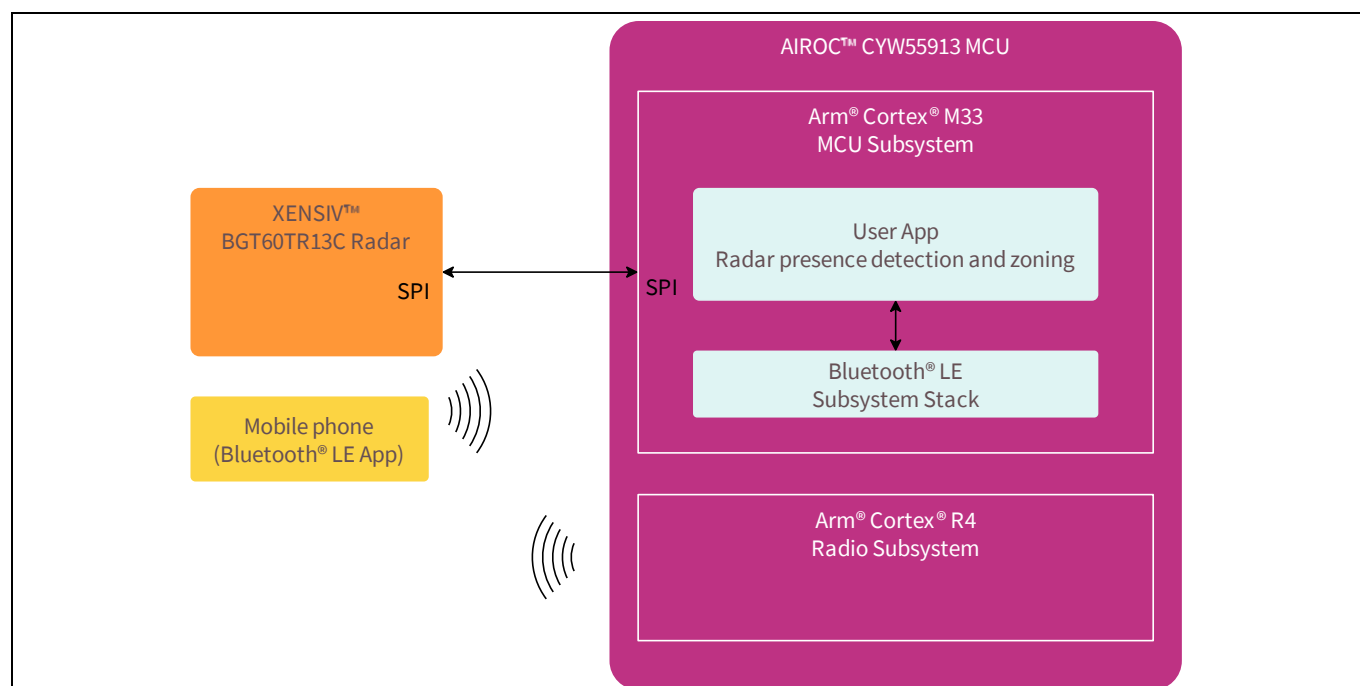 AIROC™ CYW55913 MCU
Arm® Cortex® M33
MCU Subsystem
XENSIV™
BGT60TR13C Radar
User App
Radar presence detection and zoning
SPI
SPI
Bluetooth® LE
Subsystem Stack
Mobile phone
(Bluetooth® LE App)
Arm® Cortex® R4
Radio Subsystem